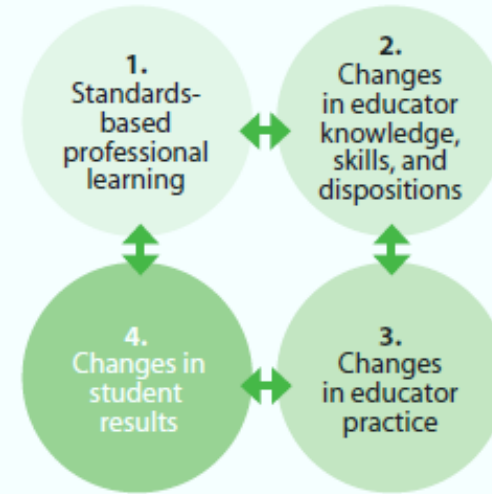 1.
Standards-
based
professional
learning
2.
Changes
in educator
knowledge,
skills, and
dispositions
3.
Changes
in educator
practice
4.
Changes in
student
results